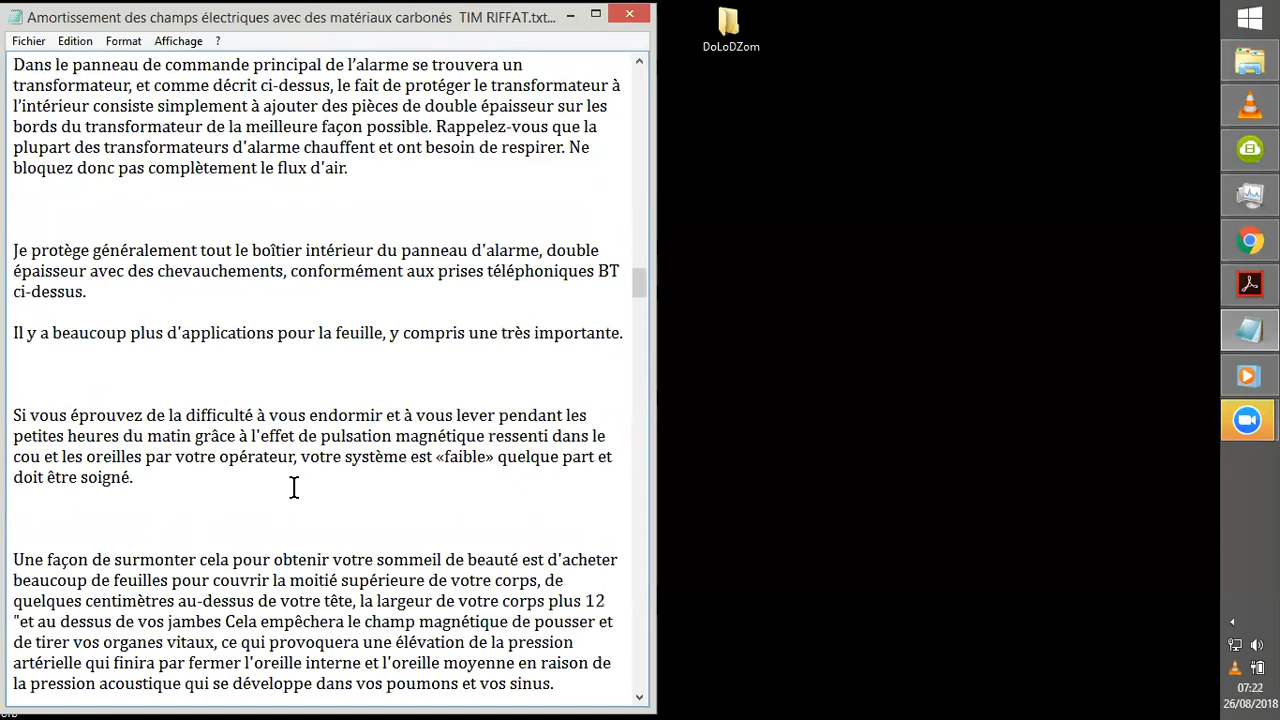 Amortissement des champs électriques avec des matériaux carbonés  TIM RIFFAT.txt...
DoLoDZom
Fichier Edition Format Affichage ?
Dans le panneau de commande principal de l’alarme se trouvera un
transformateur, et comme décrit ci-dessus, le fait de protéger le transformateur à
l’intérieur consiste simplement à ajouter des pièces de double épaisseur sur les
bords du transformateur de la meilleure façon possible. Rappelez-vous que la
plupart des transformateurs d'alarme chauffent et ont besoin de respirer. Ne
bloquez donc pas complètement le flux d'air.
Je protège généralement tout le boîtier intérieur du panneau d'alarme, double
épaisseur avec des chevauchements, conformément aux prises téléphoniques BT
ci-dessus.
Il y a beaucoup plus d'applications pour la feuille, y compris une très importante.
Si vous éprouvez de la difficulté à vous endormir et à vous lever pendant les
petites heures du matin grâce à l'effet de pulsation magnétique ressenti dans le
cou et les oreilles par votre opérateur, votre système est «faible» quelque part et
doit être soigné.
Une façon de surmonter cela pour obtenir votre sommeil de beauté est d'acheter
beaucoup de feuilles pour couvrir la moitié supérieure de votre corps, de
quelques centimètres au-dessus de votre tête, la largeur de votre corps plus 12
"et au dessus de vos jambes Cela empêchera le champ magnétique de pousser et
de tirer vos organes vitaux, ce qui provoquera une élévation de la pression
artérielle qui finira par fermer l'oreille interne et l'oreille moyenne en raison de
la pression acoustique qui se développe dans vos poumons et vos sinus.
07:22
26/08/2018